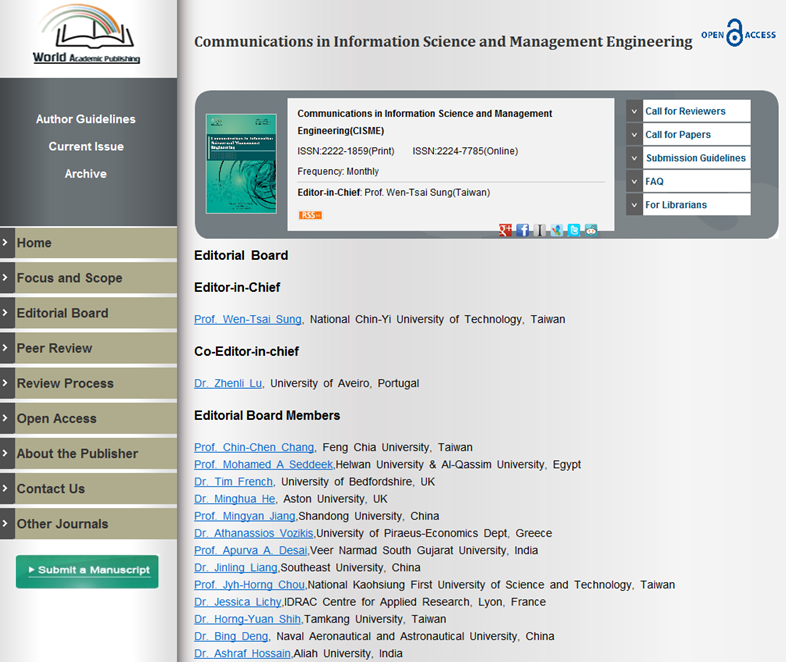 World Academic Publishing
Author Guidelines
Current Issue
Archive
Home
Focus and Scope
Editorial Board
Peer Review
Review Process
Open Access
About the Publisher
Contact Us
Other Journals
Submit a Manuscript
Communications in Information Science and Management Engineering
OPEN ACCESS
Communications in Information Science and Management
Engineering(CISME)
ISSN:2222-1859(Print) ISSN:2224-7785(Online)
Frequency: Monthly
Editor-in-Chief: Prof. Wen-Tsai Sung(Taiwan)
RSS
Call for Reviewers
Call for Papers
Submission Guidelines
FAQ
For Librarians
Editorial Board
Editor-in-Chief
Prof. Wen-Tsai Sung, National Chin-Yi University of Technology, Taiwan
Co-Editor-in-chief
Dr. Zhenli Lu, University of Aveiro, Portugal
Editorial Board Members
Prof. Chin-Chen Chang, Feng Chia University, Taiwan
Prof. Mohamed A Seddeek,Helwan University & Al-Qassim University, Egypt
Dr. Tim French, University of Bedfordshire, UK
Dr. Minghua He, Aston University, UK
Prof. Mingyan Jiang,Shandong University, China
Dr. Athanassios Vozikis,University of Piraeus-Economics Dept, Greece
Prof. Apurva A. Desai,Veer Narmad South Gujarat University, India
Dr. Jinling Liang,Southeast University, China
Prof. Jyh-Horng Chou,National Kaohsiung First University of Science and Technology, Taiwan
Dr. Jessica Lichy,IDRAC Centre for Applied Research, Lyon, France
Dr. Horng-Yuan Shih,Tamkang University, Taiwan
Dr. Bing Deng, Naval Aeronautical and Astronautical University, China
Dr. Ashraf Hossain,Aliah University, India